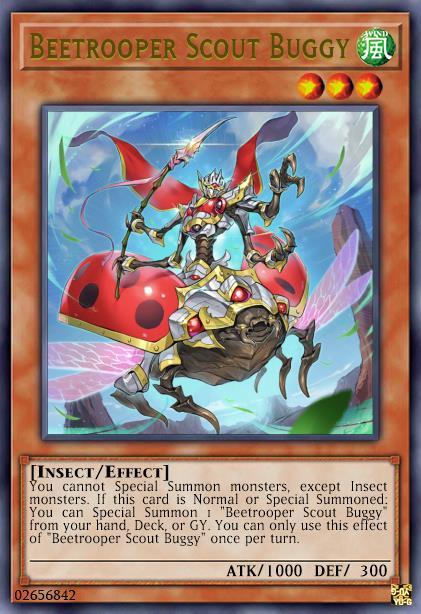 Beetrooper Scout Buggy
WIND
風
[Insect/Effect]
You cannot Special Summon monsters, except Insect
monsters. If this card is Normal or Special Summoned:
You can Special Summon 1 "Beetrooper Scout Buggy"
from your hand, Deck, or GY. You can only use this effect
of "Beetrooper Scout Buggy" once per turn.
ATK/1000 DEF/ 300
02656842